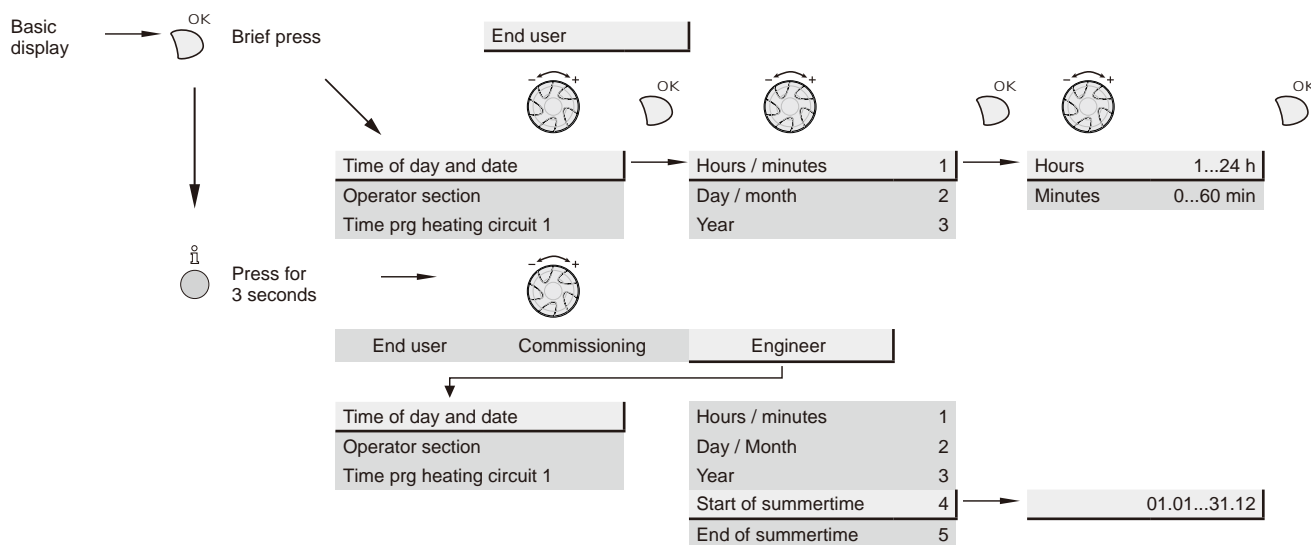 OK
Basic
display
Brief press
End user
- +
OK
- +
OK
- +
OK
Time of day and date
Hours / minutes 1
Hours 1...24 h
Operator section
Day / month 2
Minutes 0...60 min
Time prg heating circuit 1
Year 3
i
Press for
3 seconds
- +
End user Commissioning Engineer
Time of day and date
Hours / minutes 1
Operator section
Day / Month 2
Time prg heating circuit 1
Year 3
Start of summertime 4
01.01...31.12
End of summertime 5